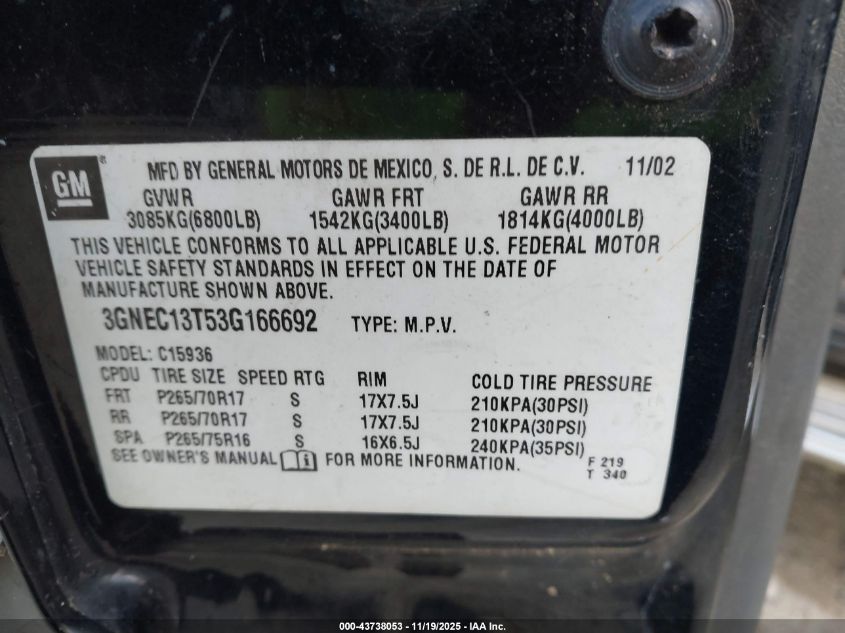 GM ® MFD BY GENERAL MOTORS DE MEXICO, S. DE R.L. DE C.V. 11/02
GVWR GAWR FRT GAWR RR
3085KG(6800LB) 1542KG(3400LB) 1814KG(4000LB)
THIS VEHICLE CONFORMS TO ALL APPLICABLE U.S. FEDERAL MOTOR
VEHICLE SAFETY STANDARDS IN EFFECT ON THE DATE OF
MANUFACTURE SHOWN ABOVE.
3GNEC13T53G166692 TYPE: M.P.V.
MODEL: C15936
CPDU TIRE SIZE SPEED RTG RIM COLD TIRE PRESSURE
FRT P265/70R17 S 17X7.5J 210KPA(30PSI)
RR P265/70R17 S 17X7.5J 210KPA(30PSI)
SPA P265/75R16 S 16X6.5J 240KPA(35PSI)
SEE OWNER'S MANUAL i FOR MORE INFORMATION. F 219
T 340
000-43738053 - 11/19/2025 - IAA Inc.